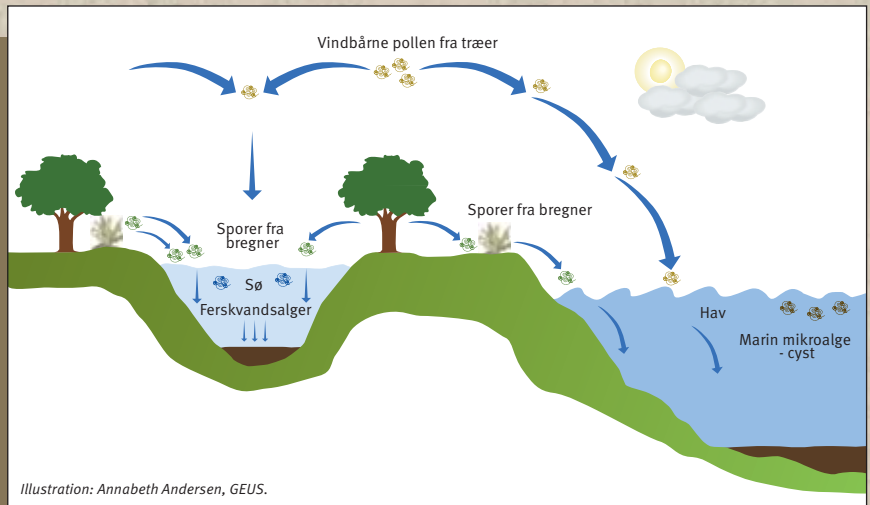 Vindbårne pollen fra træer
Sporer fra bregner
Sporer fra
bregner
Sø
Ferskvandsalger
Hav
Marin mikroalge
- cyst
Illustration: Annabeth Andersen, GEUS.